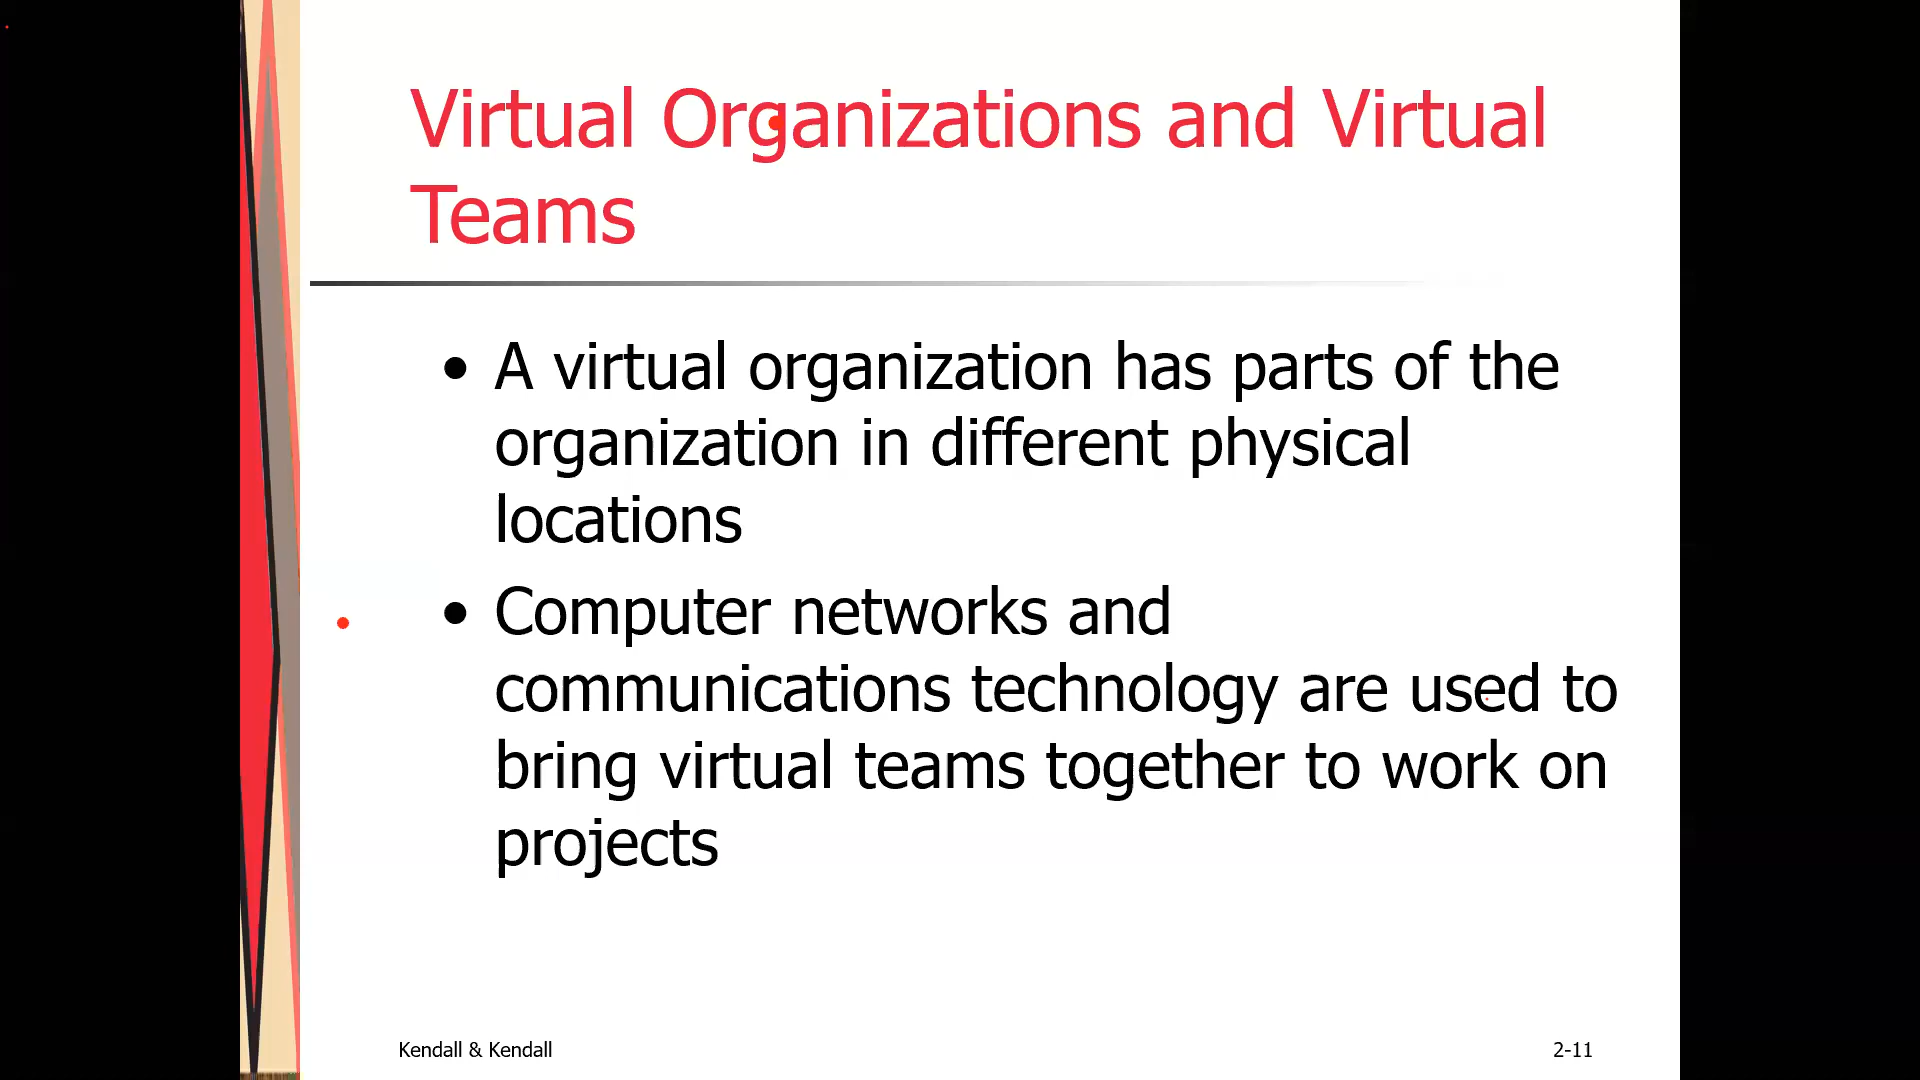 Virtual Organizations and Virtual
Teams
• A virtual organization has parts of the
organization in different physical
locations
• Computer networks and
communications technology are used to
bring virtual teams together to work on
projects
Kendall & Kendall
2-11